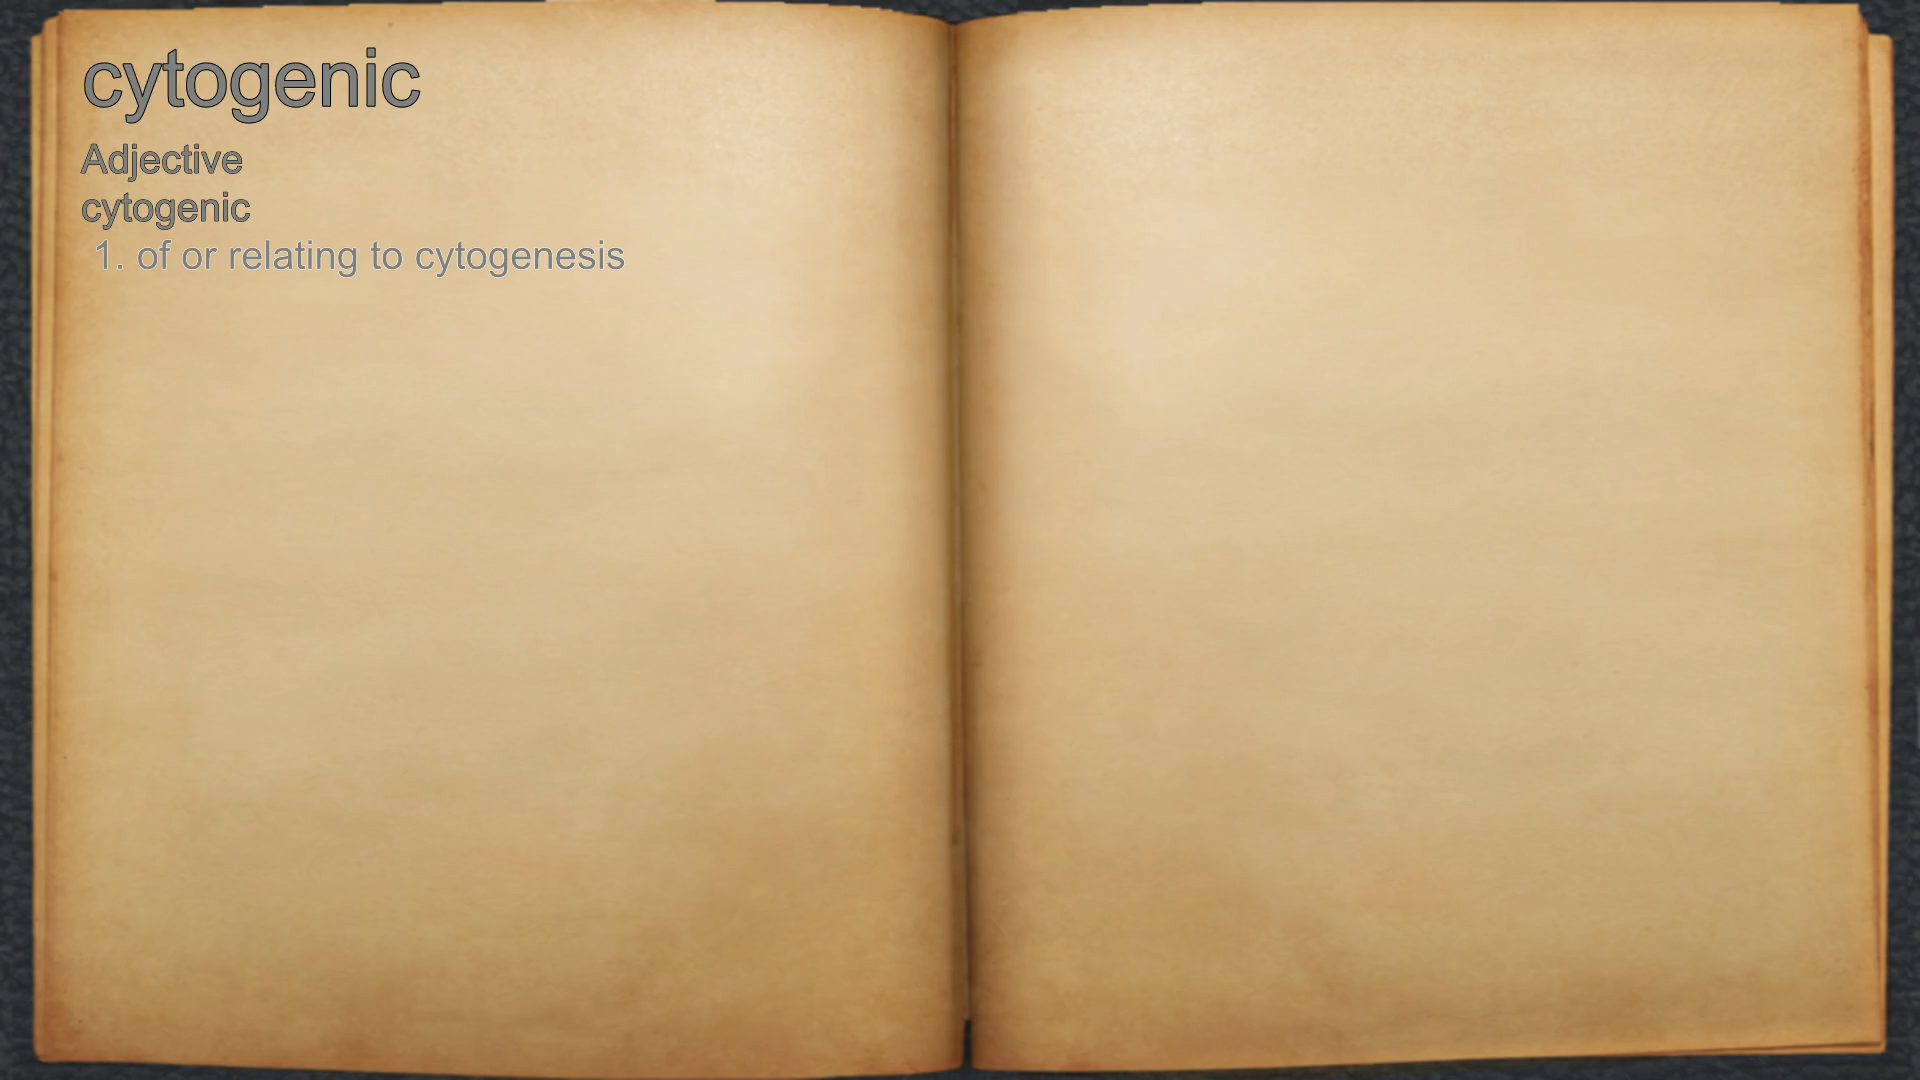 cytogenic
Adjective
cytogenic
1. of or relating to cytogenesis